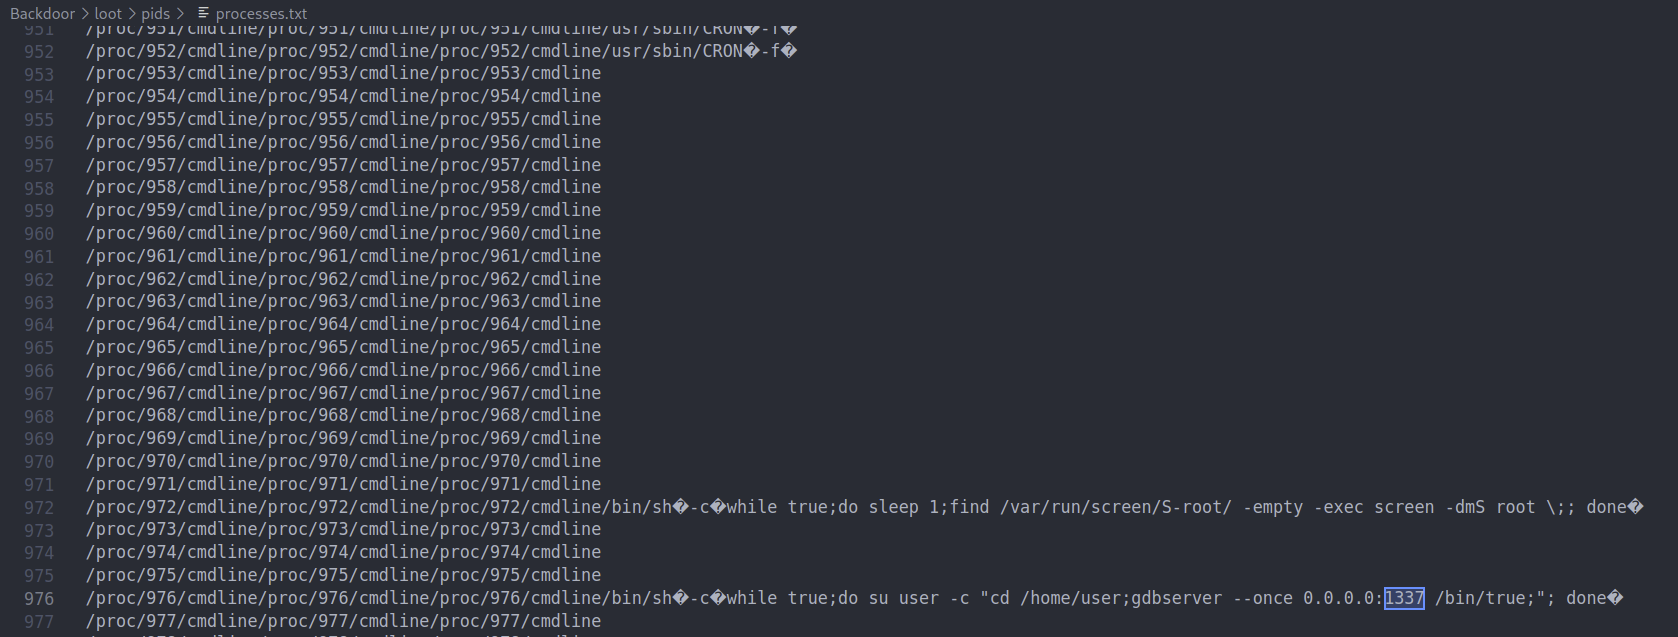 Backdoor > loot > pids > processes.txt
951 /proc/951/cmdline/proc/951/cmdline/proc/951/cmdline/usr/sbin/CRON�-f�
952 /proc/952/cmdline/proc/952/cmdline/proc/952/cmdline/usr/sbin/CRON�-f�
953 /proc/953/cmdline/proc/953/cmdline/proc/953/cmdline
954 /proc/954/cmdline/proc/954/cmdline/proc/954/cmdline
955 /proc/955/cmdline/proc/955/cmdline/proc/955/cmdline
956 /proc/956/cmdline/proc/956/cmdline/proc/956/cmdline
957 /proc/957/cmdline/proc/957/cmdline/proc/957/cmdline
958 /proc/958/cmdline/proc/958/cmdline/proc/958/cmdline
959 /proc/959/cmdline/proc/959/cmdline/proc/959/cmdline
960 /proc/960/cmdline/proc/960/cmdline/proc/960/cmdline
961 /proc/961/cmdline/proc/961/cmdline/proc/961/cmdline
962 /proc/962/cmdline/proc/962/cmdline/proc/962/cmdline
963 /proc/963/cmdline/proc/963/cmdline/proc/963/cmdline
964 /proc/964/cmdline/proc/964/cmdline/proc/964/cmdline
965 /proc/965/cmdline/proc/965/cmdline/proc/965/cmdline
966 /proc/966/cmdline/proc/966/cmdline/proc/966/cmdline
967 /proc/967/cmdline/proc/967/cmdline/proc/967/cmdline
968 /proc/968/cmdline/proc/968/cmdline/proc/968/cmdline
969 /proc/969/cmdline/proc/969/cmdline/proc/969/cmdline
970 /proc/970/cmdline/proc/970/cmdline/proc/970/cmdline
971 /proc/971/cmdline/proc/971/cmdline/proc/971/cmdline
972 /proc/972/cmdline/proc/972/cmdline/proc/972/cmdline/bin/sh�-c�while true;do sleep 1;find /var/run/screen/S-root/ -empty -exec screen -dmS root \;; done�
973 /proc/973/cmdline/proc/973/cmdline/proc/973/cmdline
974 /proc/974/cmdline/proc/974/cmdline/proc/974/cmdline
975 /proc/975/cmdline/proc/975/cmdline/proc/975/cmdline
976 /proc/976/cmdline/proc/976/cmdline/proc/976/cmdline/bin/sh�-c�while true;do su user -c "cd /home/user;gdbserver --once 0.0.0.0:1337 /bin/true;"; done�
977 /proc/977/cmdline/proc/977/cmdline/proc/977/cmdline